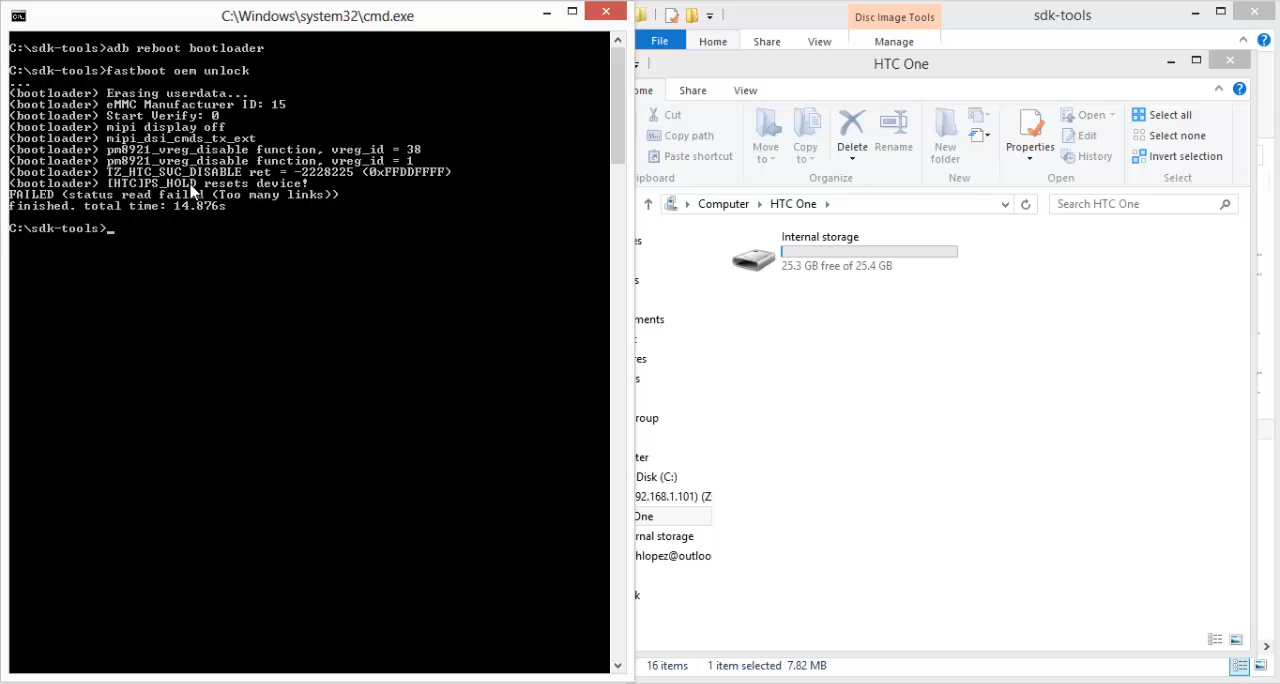 C:\Windows\system32\cmd.exe
C:\sdk-tools>adb reboot bootloader
C:\sdk-tools>fastboot oem unlock
...
(bootloader) Erasing userdata...
(bootloader) eMMC Manufacturer ID: 15
(bootloader) Start Verify: 0
(bootloader) mipi display off
(bootloader) mipi_dsi_cmds_tx_ext
(bootloader) pm8921_vreg_disable function, vreg_id = 38
(bootloader) pm8921_vreg_disable function, vreg_id = 1
(bootloader) TZ_HTC_SVC_DISABLE ret = -2228225 (0xFFDDFFFF)
(bootloader) [HTC]PS_HOLD resets device!
FAILED (status read failed (Too many links))
finished. total time: 14.876s
C:\sdk-tools>_
Disc Image Tools
sdk-tools
File
Home
Share
View
Manage
HTC One
ome
Share
View
Cut
Copy path
Paste shortcut
ipboard
Move to
Copy to
Delete
Rename
Organize
New folder
New
Properties
Open
Edit
History
Open
Select all
Select none
Invert selection
Select
Computer
HTC One
Search HTC One
es
s
ments
res
s
roup
ter
Disk (C:)
92.168.1.101) (Z
One
rnal storage
hlopez@outloo
k
Internal storage
25.3 GB free of 25.4 GB
16 items
1 item selected 7.82 MB